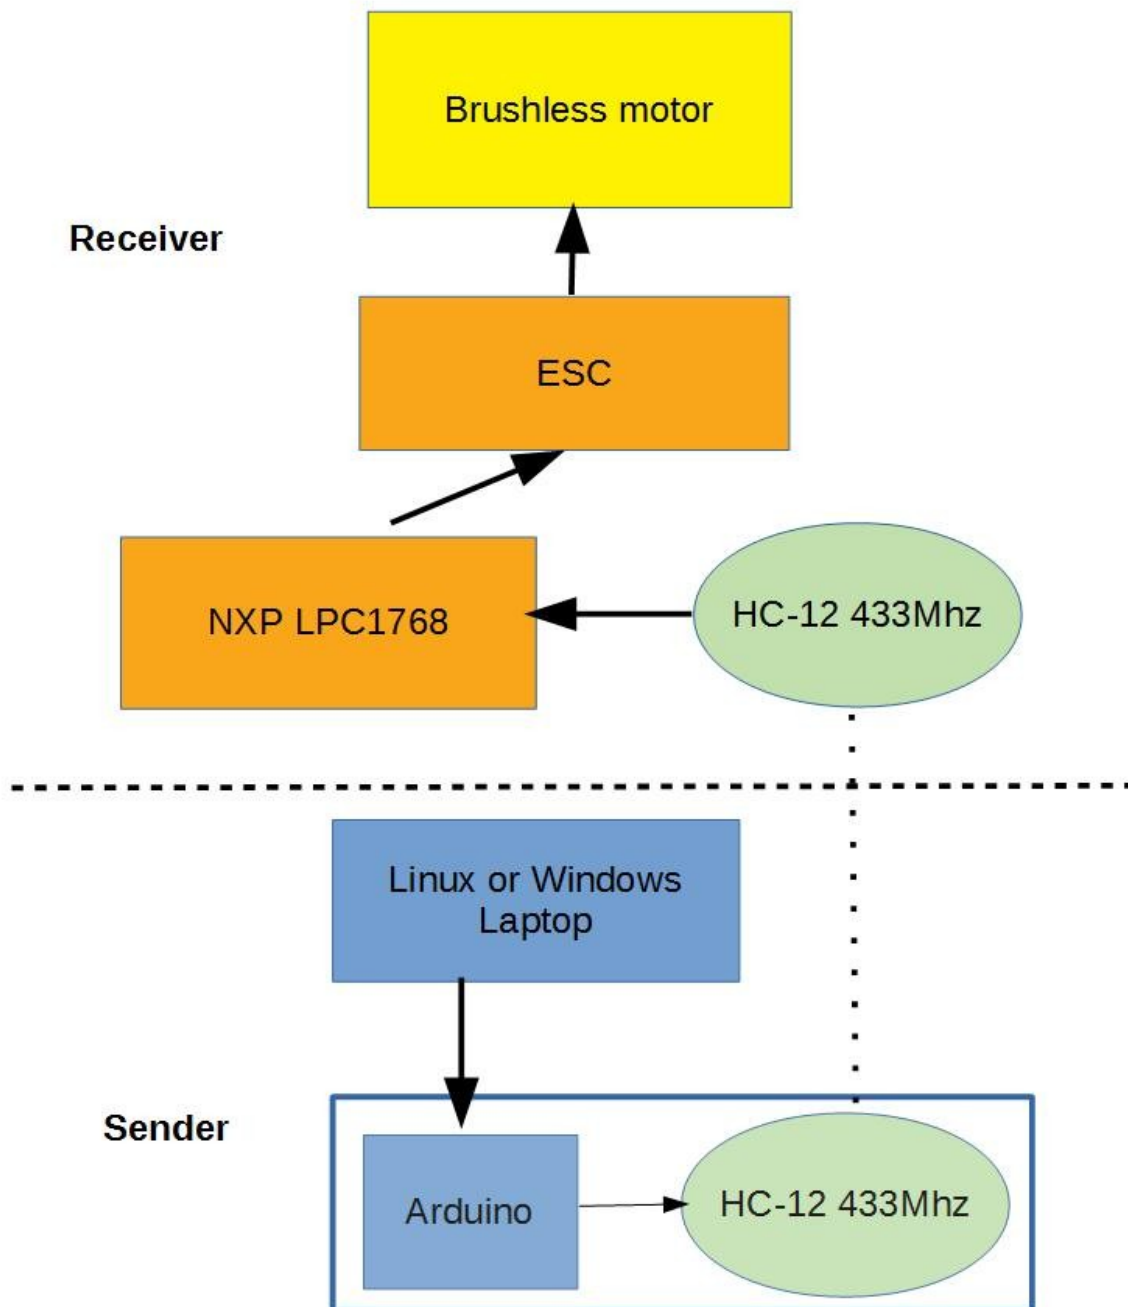 Brushless motor
Receiver
ESC
NXP LPC1768
HC-12 433Mhz
Linux or Windows
Laptop
Sender
Arduino
HC-12 433Mhz